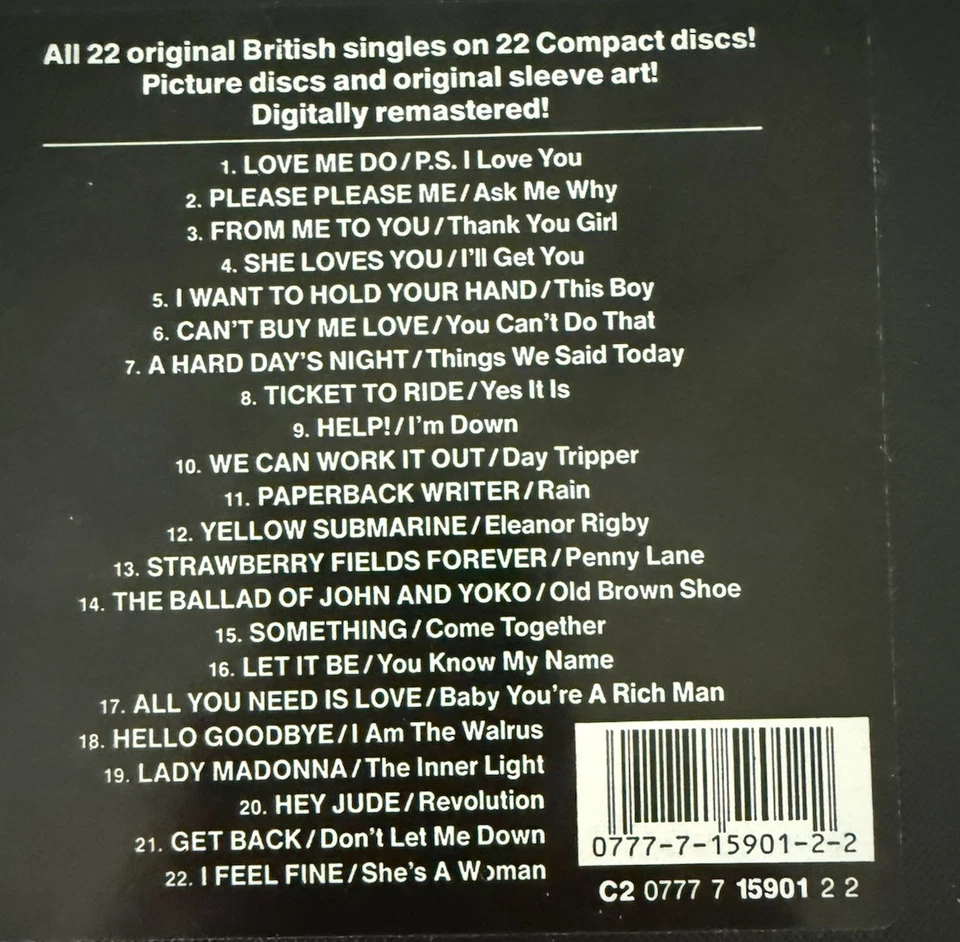 All 22 original British singles on 22 Compact discs!
Picture discs and original sleeve art!
Digitally remastered!
1. LOVE ME DO/P.S. I Love You
2. PLEASE PLEASE ME/Ask Me Why
3. FROM ME TO YOU/Thank You Girl
4. SHE LOVES YOU/I'll Get You
5. I WANT TO HOLD YOUR HAND/This Boy
6. CAN'T BUY ME LOVE/You Can't Do That
7. A HARD DAY'S NIGHT/Things We Said Today
8. TICKET TO RIDE/Yes It Is
9. HELP!/I'm Down
10. WE CAN WORK IT OUT/Day Tripper
11. PAPERBACK WRITER/Rain
12. YELLOW SUBMARINE/Eleanor Rigby
13. STRAWBERRY FIELDS FOREVER/Penny Lane
14. THE BALLAD OF JOHN AND YOKO/Old Brown Shoe
15. SOMETHING/Come Together
16. LET IT BE/You Know My Name
17. ALL YOU NEED IS LOVE/Baby You're A Rich Man
18. HELLO GOODBYE/I Am The Walrus
19. LADY MADONNA/The Inner Light
20. HEY JUDE/Revolution
21. GET BACK/Don't Let Me Down
22. I FEEL FINE/She's A Woman
0777-7-15901-2-2
C2 0777 7 15901 2 2